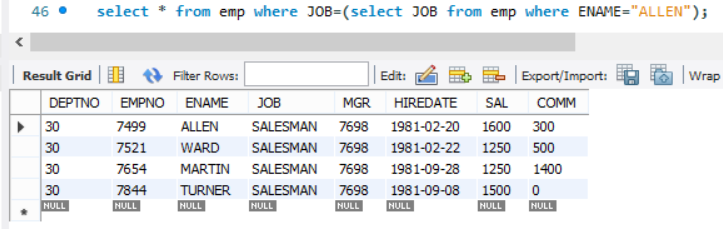 46 select * from emp where JOB=(select JOB from emp where ENAME="ALLEN");
Result Grid Filter Rows: Edit: Export/Import: Wrap
DEPTNO EMPNO ENAME JOB MGR HIREDATE SAL COMM
30 7499 ALLEN SALESMAN 7698 1981-02-20 1600 300
30 7521 WARD SALESMAN 7698 1981-02-22 1250 500
30 7654 MARTIN SALESMAN 7698 1981-09-28 1250 1400
30 7844 TURNER SALESMAN 7698 1981-09-08 1500 0
NULL NULL NULL NULL NULL NULL NULL NULL